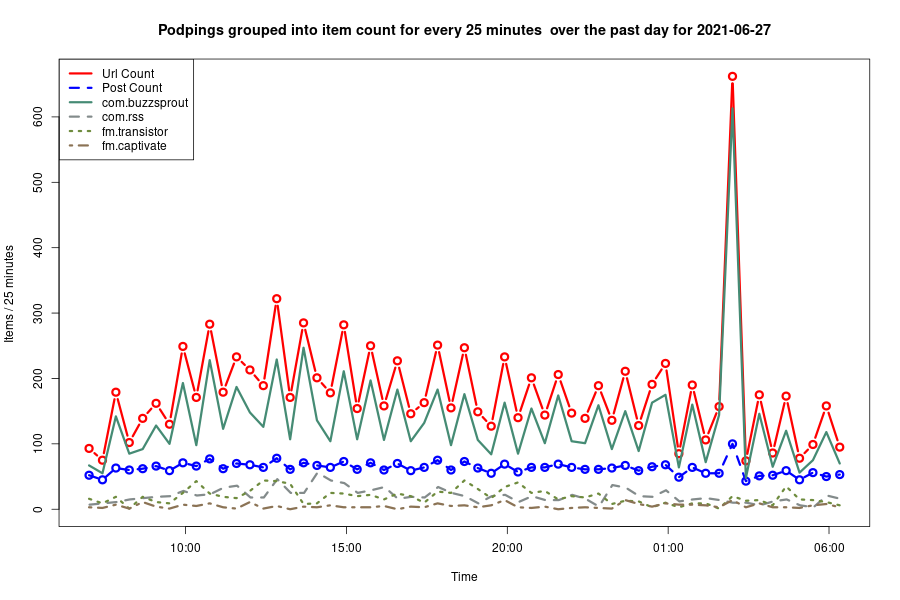 Podpings grouped into item count for every 25 minutes  over the past day for 2021-06-27
Url Count
Post Count
com.buzzsprout
com.rss
fm.transistor
fm.captivate
Items / 25 minutes
600
500
400
300
200
100
0
10:00 15:00 20:00 01:00 06:00
Time